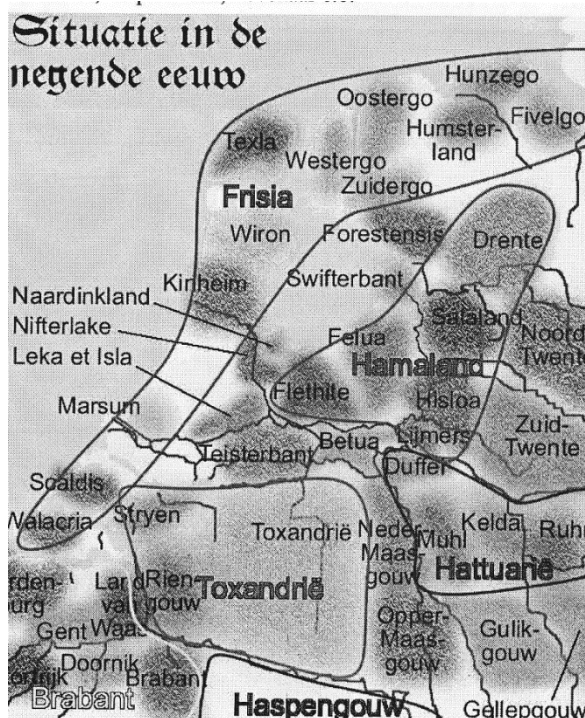 Situatie in de
negende eeuw
Hunzego
Oostergo
Fivelgo
Humster-
land
Texla
Westergo
Zuidergo
Frisia
Wiron
Forestensis
Drente
Kinheim
Swifterbant
Naardinkland
Nifterlake
Leka et Isla
Felua
Salaland
Noord-
Twente
Hamaland
Flethite
Hisloa
Marsum
Zuid-
Twente
Teisterbant
Betua
Lijmers
Duffer
Scaldis
Walacria
Stryen
Toxandrië
Neder-
Maas-
gouw
Muhl
Keldal
Ruhr
Hattuarië
Land
van
Waas
Rien-
gouw
Toxandrië
Gent
Opper-
Maas-
gouw
Gulik-
gouw
Doornik
Brabant
Brabant
Haspengouw
Gellepgouw